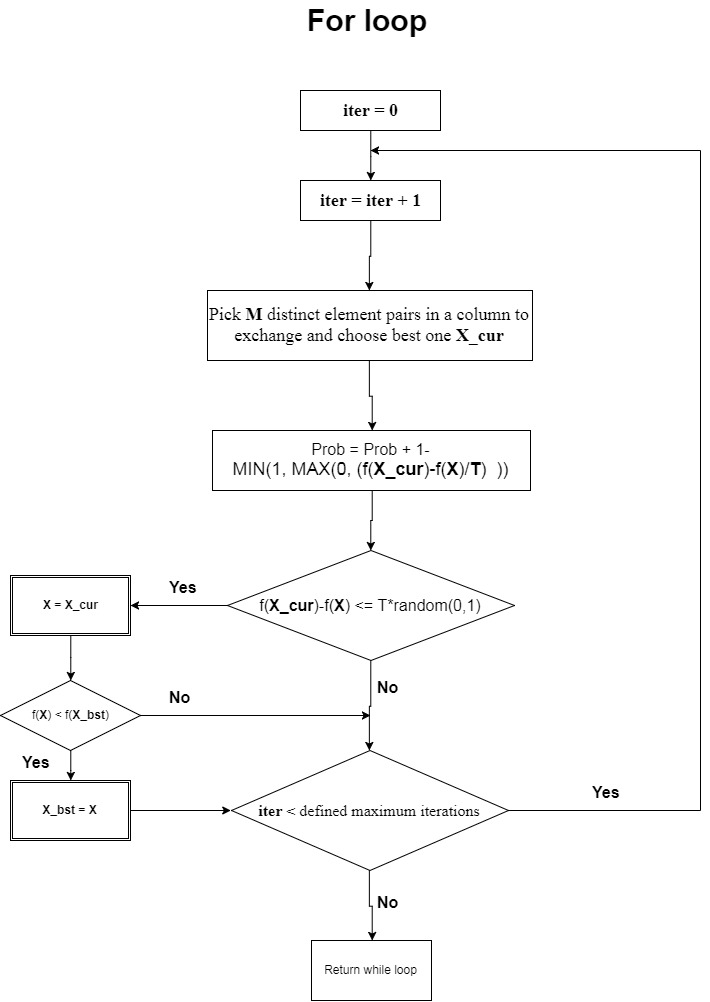 For loop
iter = 0
iter = iter + 1
Pick M distinct element pairs in a column to
exchange and choose best one X_cur
Prob = Prob + 1-
MIN(1, MAX(0, (f(X_cur)-f(X)/T) ))
Yes
f(X_cur)-f(X) <= T*random(0,1)
X = X_cur
No
No
f(X) < f(X_bst)
Yes
X_bst = X
iter < defined maximum iterations
Yes
No
Return while loop